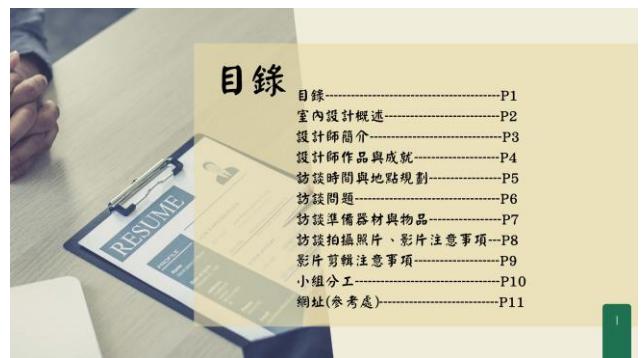 目錄
目錄----------------------------------------P1
室內設計概述--------------------------P2
設計師簡介------------------------------P3
設計師作品與成就-------------------P4
訪談時間與地點規劃---------------P5
訪談問題---------------------------------P6
訪談準備器材與物品----------------P7
訪談拍攝照片、影片注意事項---P8
影片剪輯注意事項-------------------P9
小組分工---------------------------------P10
網址(參考處)---------------------------P11
RESUME
PROFILE
1